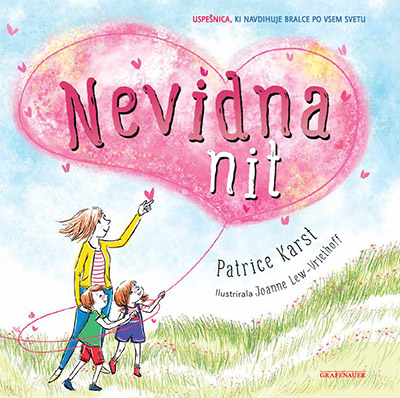 USPEŠNICA, KI NAVDIHUJE BRALCE PO VSEM SVETU
Nevidna
nit
Patrice Karst
Ilustrirala Joanne Lew-Vriethoff
GRAFENAUER